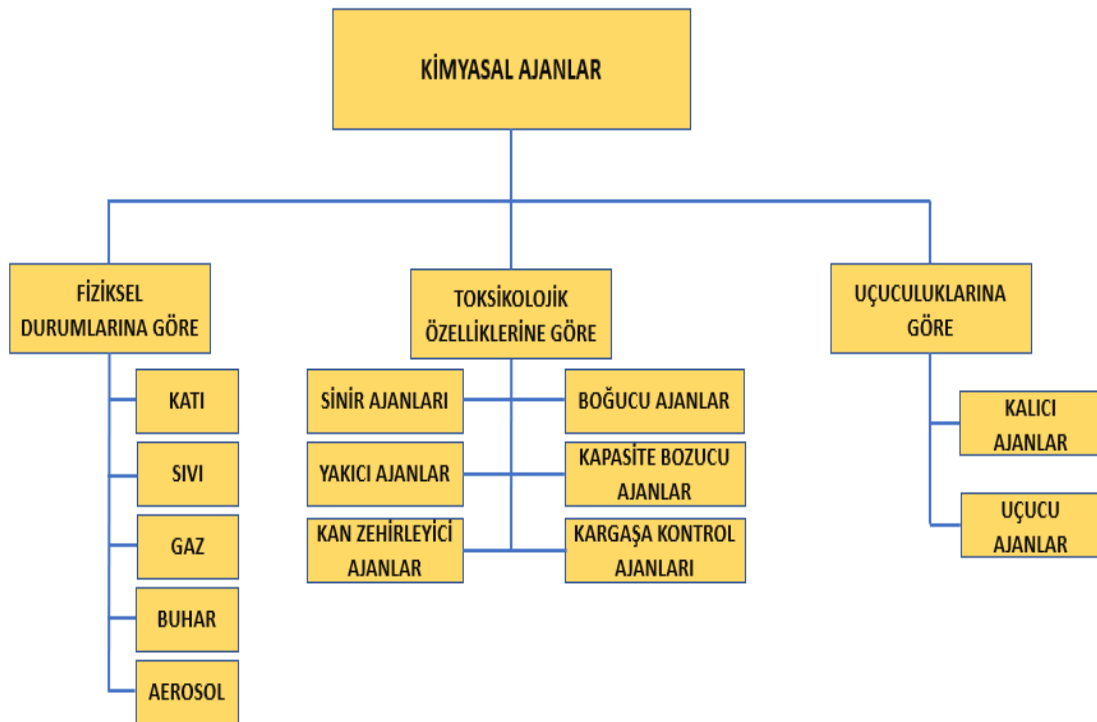 KİMYASAL AJANLAR
FİZİKSEL
DURUMLARINA GÖRE
KATI
SIVI
GAZ
BUHAR
AEROSOL
TOKSİKOLOJİK
ÖZELLİKLERİNE GÖRE
SİNİR AJANLARI
BOĞUCU AJANLAR
YAKICI AJANLAR
KAPASİTE BOZUCU
AJANLAR
KAN ZEHİRLEYİCİ
AJANLAR
KARGAŞA KONTROL
AJANLARI
UÇUCULUKLARINA
GÖRE
KALICI
AJANLAR
UÇUCU
AJANLAR